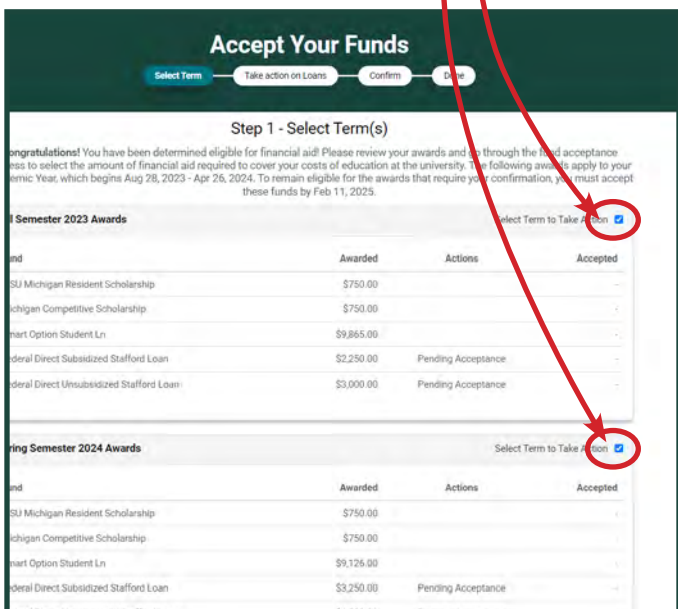 Accept Your Funds
Select Term Take action on Loans Confirm Done
Step 1 - Select Term(s)
ongratulations! You have been determined eligible for financial aid! Please review your awards and go through the fund acceptance
ess to select the amount of financial aid required to cover your costs of education at the university. The following awards apply to your
emic Year, which begins Aug 28, 2023 - Apr 26, 2024. To remain eligible for the awards that require your confirmation, you must accept
these funds by Feb 11, 2025.
l Semester 2023 Awards Select Term to Take Action
nd Awarded Actions Accepted
SU Michigan Resident Scholarship $750.00 -
ichigan Competitive Scholarship $750.00 -
mart Option Student Ln $9,865.00 -
ederal Direct Subsidized Stafford Loan $2,250.00 Pending Acceptance -
ederal Direct Unsubsidized Stafford Loan $3,000.00 Pending Acceptance -
ring Semester 2024 Awards Select Term to Take Action
nd Awarded Actions Accepted
SU Michigan Resident Scholarship $750.00 -
ichigan Competitive Scholarship $750.00 -
mart Option Student Ln $9,126.00 -
ederal Direct Subsidized Stafford Loan $3,250.00 Pending Acceptance -